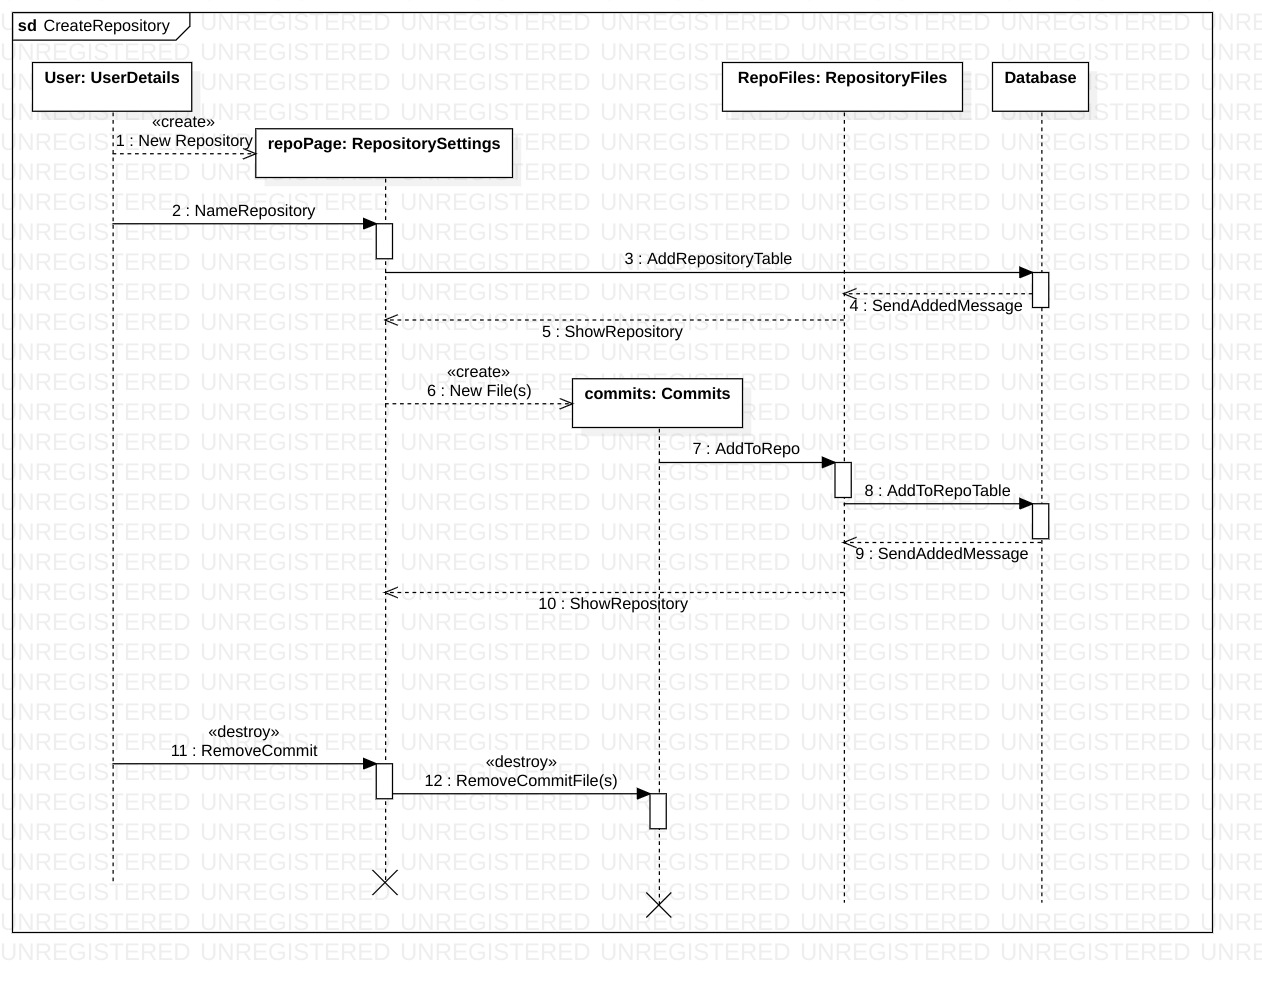 sd CreateRepository
User: UserDetails
RepoFiles: RepositoryFiles
Database
«create»
1 : New Repository
repoPage: RepositorySettings
2 : NameRepository
3 : AddRepositoryTable
4 : SendAddedMessage
5 : ShowRepository
«create»
6 : New File(s)
commits: Commits
7 : AddToRepo
8 : AddToRepoTable
9 : SendAddedMessage
10 : ShowRepository
«destroy»
11 : RemoveCommit
«destroy»
12 : RemoveCommitFile(s)
UNREGISTERED UNREGISTERED UNREGISTERED UNREGISTERED UNREGISTERED UNREGISTERED UNRE